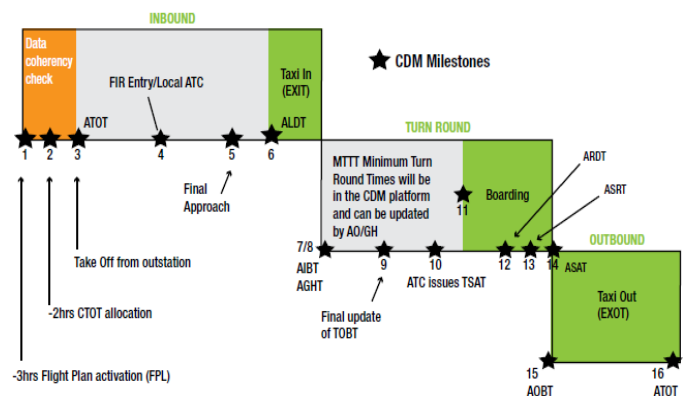 INBOUND
Data
coherency
check
Taxi In
(EXIT)
CDM Milestones
FIR Entry/Local ATC
ATOT
ALDT
1
2
3
4
5
6
TURN ROUND
Final
Approach
MTTT Minimum Turn
Round Times will be
in the CDM platform
and can be updated
by AO/GH
11
Boarding
ARDT
ASRT
OUTBOUND
7/8
AIBT
AGHT
9
10
12
13
14
ATC issues TSAT
ASAT
Final update
of TOBT
Take Off from outstation
-2hrs CTOT allocation
-3hrs Flight Plan activation (FPL)
Taxi Out
(EXOT)
15
AOBT
16
ATOT